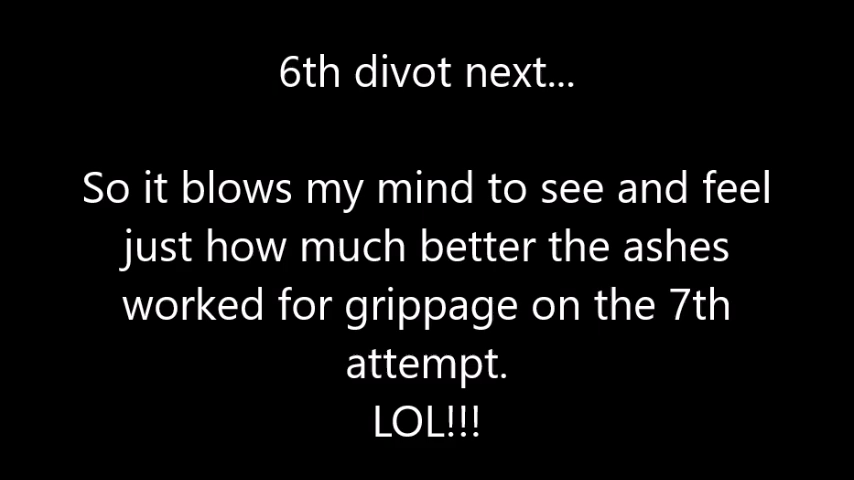 6th divot next...
So it blows my mind to see and feel
just how much better the ashes
worked for grippage on the 7th
attempt.
LOL!!!